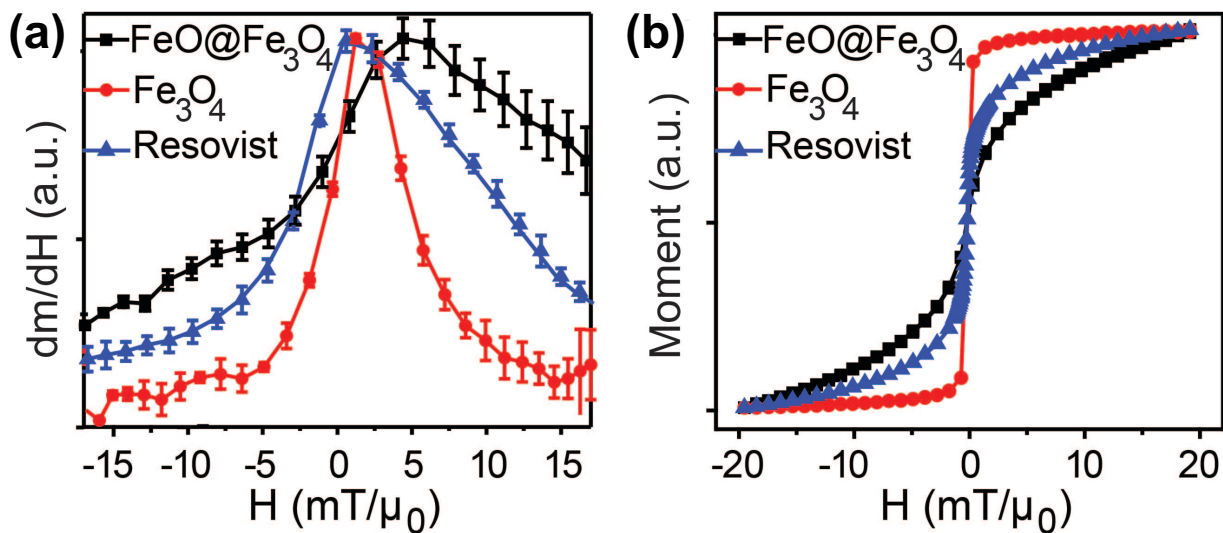 (a)
FeO@Fe₃O₄
Fe₃O₄
Resovist
dm/dH (a.u.)
-15 -10 -5 0 5 10 15
H (mT/μ₀)
(b)
FeO@Fe₃O₄
Fe₃O₄
Resovist
Moment (a.u.)
-20 -10 0 10 20
H (mT/μ₀)